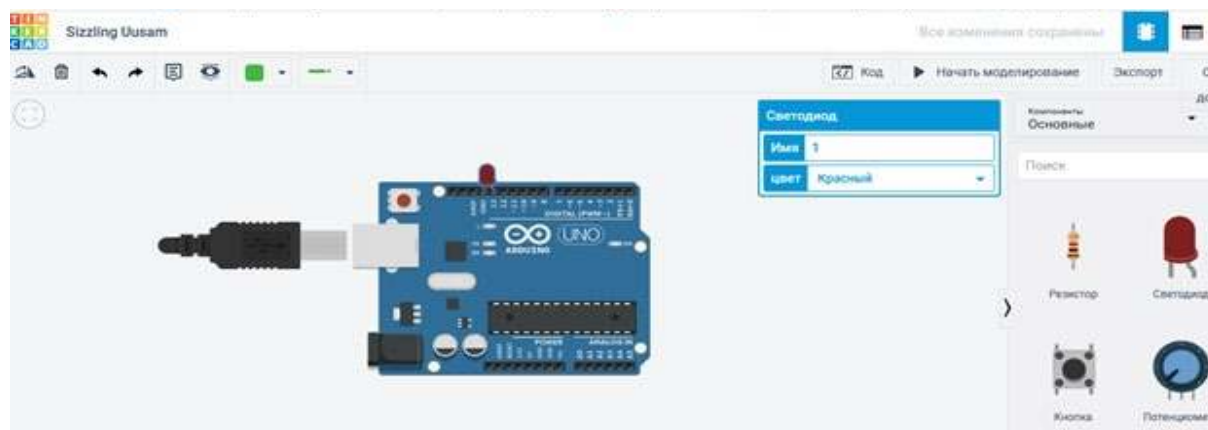 TIN
KER
CAD
Sizzling Uusam
Все изменения сохранены
Код
Начать моделирование
Экспорт
Светодиод
Имя 1
цвет Красный
Компоненты
Основные
Поиск
Резистор
Светодиод
Кнопка
Потенциоме
DIGITAL (PWM~)
UNO
ARDUINO
POWER
ANALOG IN